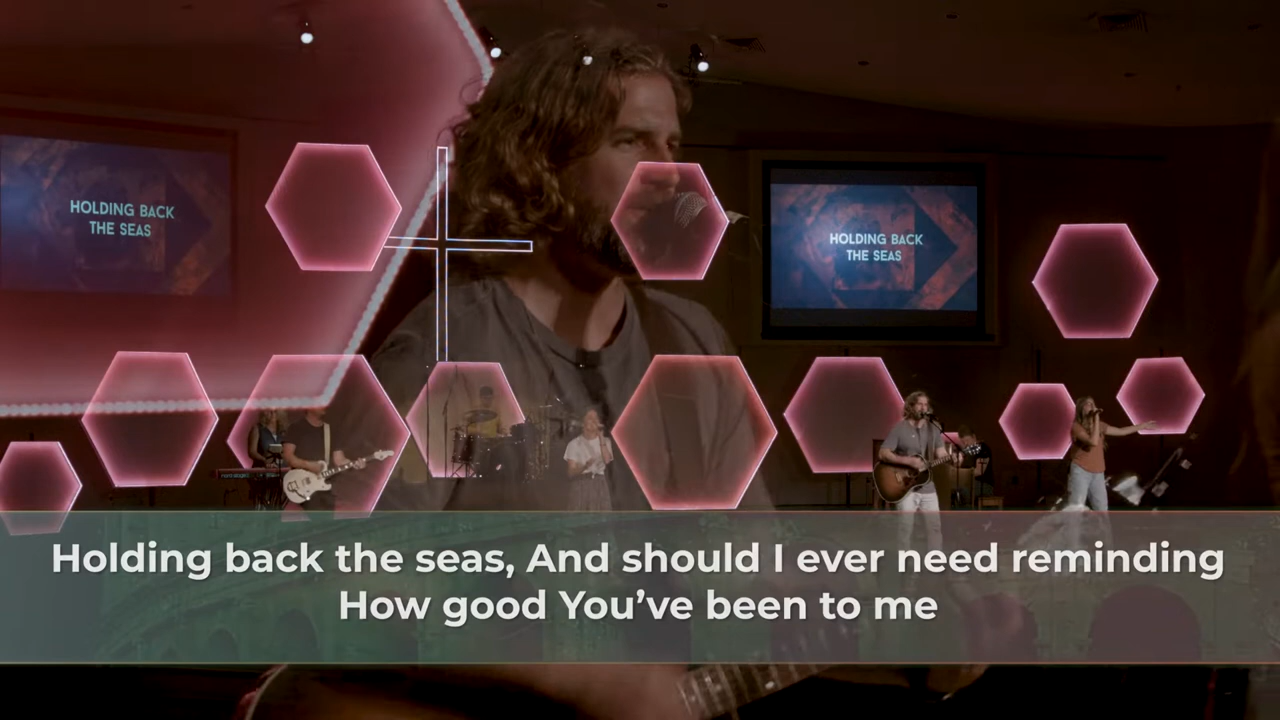 HOLDING BACK
THE SEAS
HOLDING BACK
THE SEAS
Holding back the seas, And should I ever need reminding
How good You’ve been to me